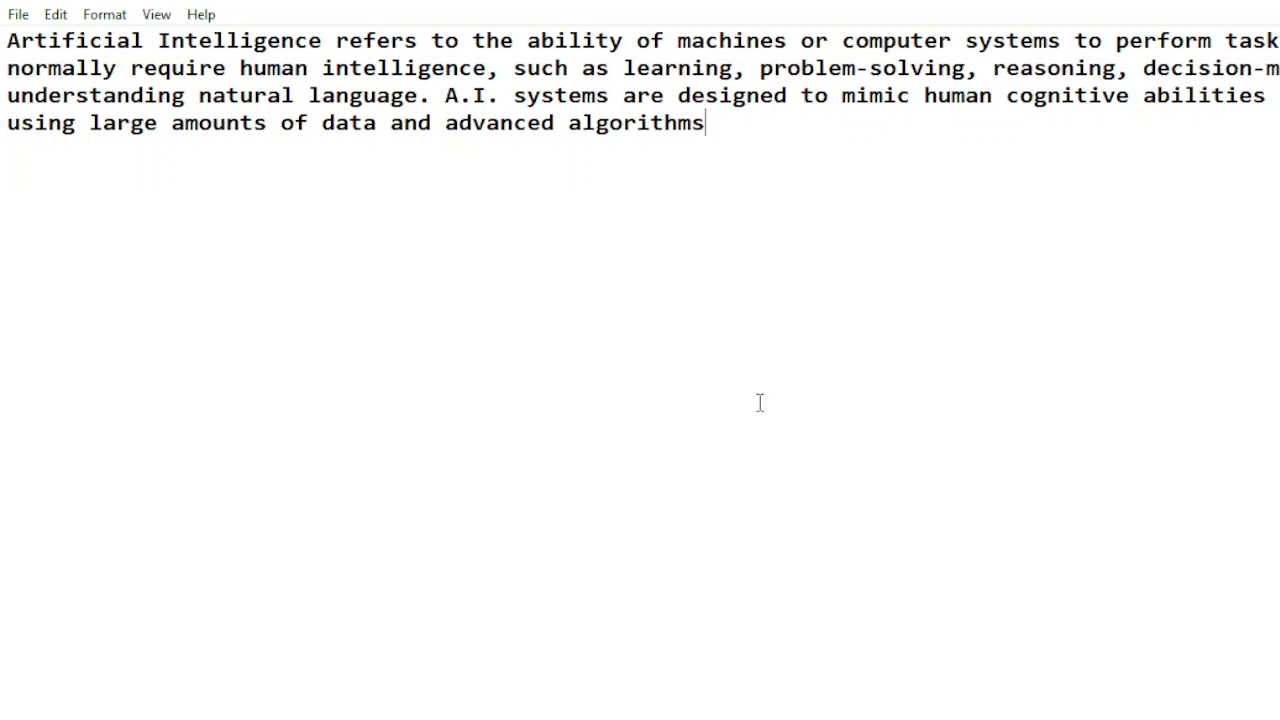 File Edit Format View Help
Artificial Intelligence refers to the ability of machines or computer systems to perform task
normally require human intelligence, such as learning, problem-solving, reasoning, decision-m
understanding natural language. A.I. systems are designed to mimic human cognitive abilities
using large amounts of data and advanced algorithms